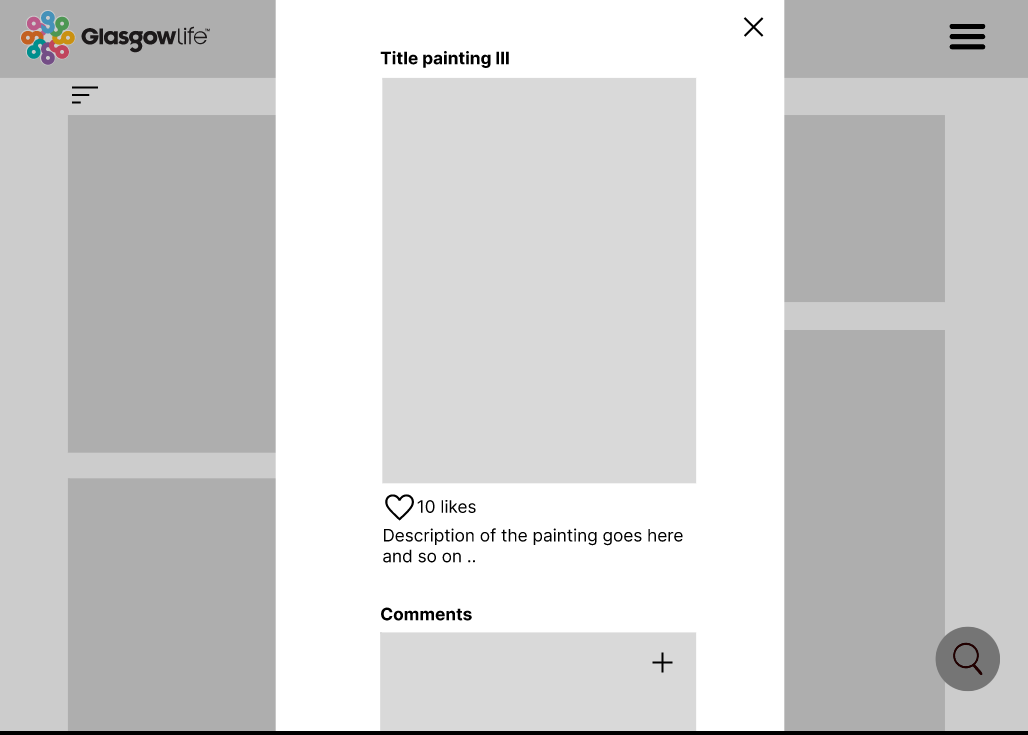 Glasgowlife™
Title painting III
10 likes
Description of the painting goes here
and so on ..
Comments